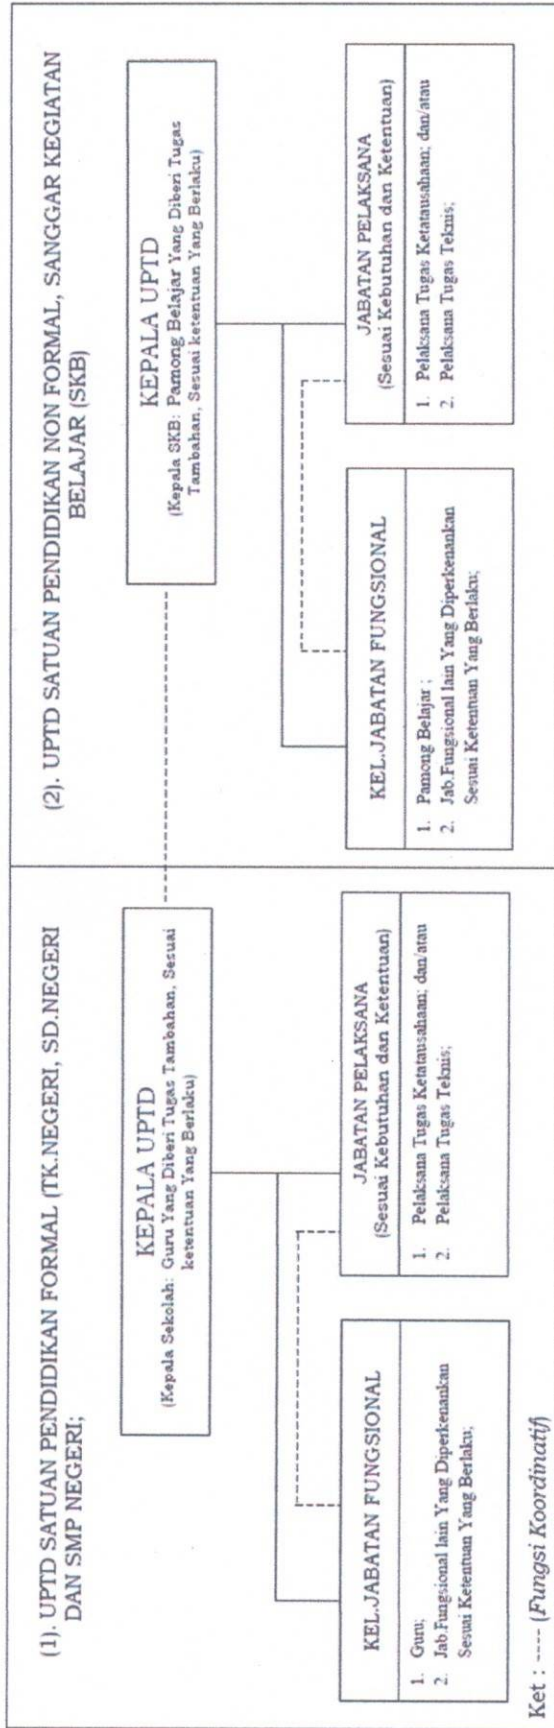 (1). UPTD SATUAN PENDIDIKAN FORMAL (TK.NEGERI, SD.NEGERI
DAN SMP NEGERI;
KEPALA UPTD
(Kepala Sekolah: Guru Yang Diberi Tugas Tambahan, Sesuai
ketentuan Yang Berlaku)
KEL.JABATAN FUNGSIONAL
1. Guru;
2. Jab.Fungsional lain Yang Diperkenankan
Sesuai Ketentuan Yang Berlaku;
JABATAN PELAKSANA
(Sesuai Kebutuhan dan Ketentuan)
1. Pelaksana Tugas Ketatausahaan; dan/atau
2. Pelaksana Tugas Teknis;
Ket : ---- (Fungsi Koordinatif)
(2). UPTD SATUAN PENDIDIKAN NON FORMAL, SANGGAR KEGIATAN
BELAJAR (SKB)
KEPALA UPTD
(Kepala SKB: Pamong Belajar Yang Diberi Tugas
Tambahan, Sesuai ketentuan Yang Berlaku)
KEL.JABATAN FUNGSIONAL
1. Pamong Belajar ;
2. Jab.Fungsional lain Yang Diperkenankan
Sesuai Ketentuan Yang Berlaku;
JABATAN PELAKSANA
(Sesuai Kebutuhan dan Ketentuan)
1. Pelaksana Tugas Ketatausahaan; dan/atau
2. Pelaksana Tugas Teknis;